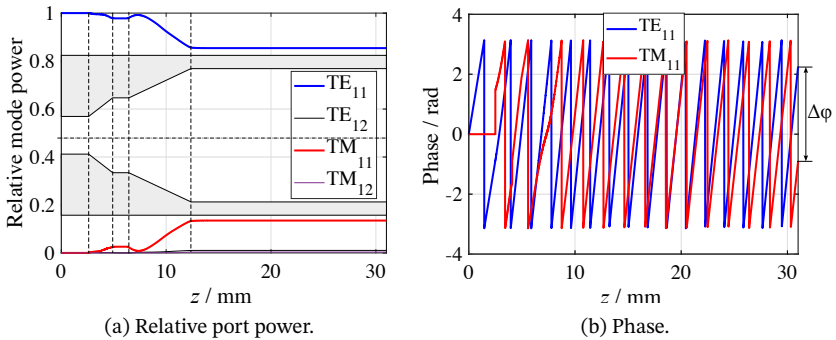 Relative mode power
1
0.8
0.6
0.4
0.2
0
TE11
TE12
TM11
TM12
0 10 20 30
z / mm
(a) Relative port power.
Phase / rad
4
2
0
-2
-4
TE11
TM11
Δφ
0 5 10 15 20 25 30
z / mm
(b) Phase.